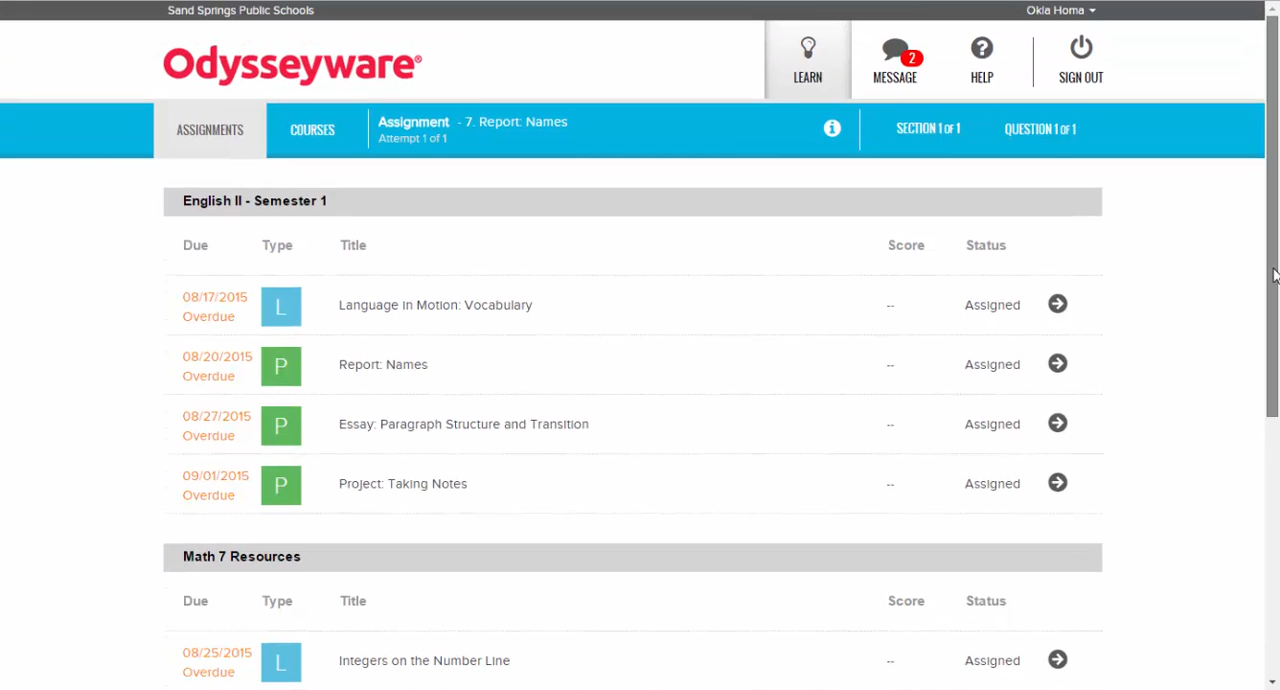 Sand Springs Public Schools
Okla Homa
Odysseyware®
LEARN
2
MESSAGE
?
HELP
SIGN OUT
ASSIGNMENTS
COURSES
Assignment - 7. Report: Names
Attempt 1 of 1
i
SECTION 1 OF 1
QUESTION 1 OF 1
English II - Semester 1
Due Type Title Score Status
08/17/2015
Overdue
L
Language in Motion: Vocabulary -- Assigned
08/20/2015
Overdue
P
Report: Names -- Assigned
08/27/2015
Overdue
P
Essay: Paragraph Structure and Transition -- Assigned
09/01/2015
Overdue
P
Project: Taking Notes -- Assigned
Math 7 Resources
Due Type Title Score Status
08/25/2015
Overdue
L
Integers on the Number Line -- Assigned